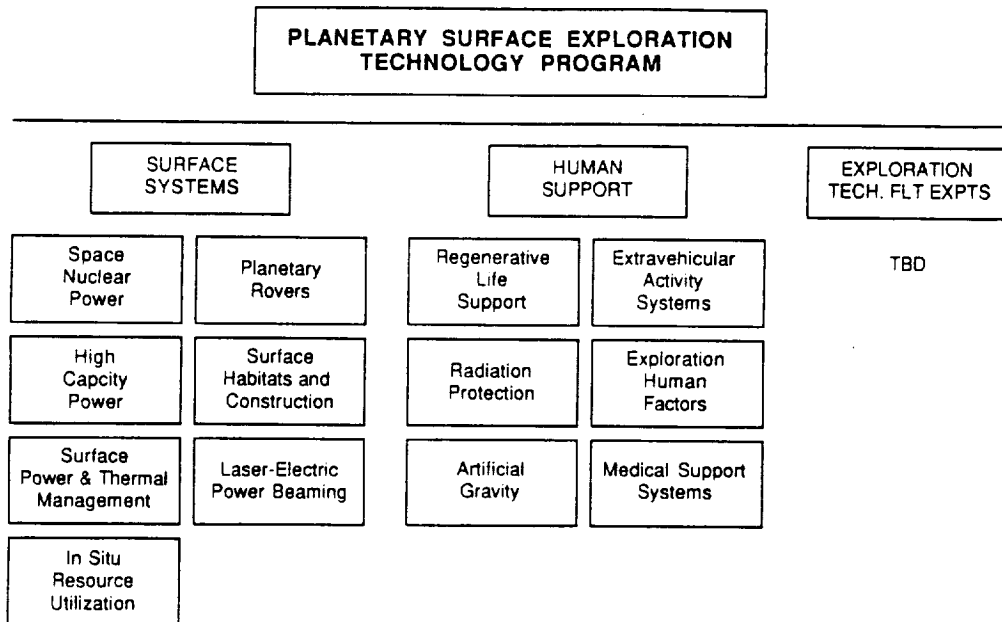 PLANETARY SURFACE EXPLORATION
TECHNOLOGY PROGRAM
SURFACE
SYSTEMS
HUMAN
SUPPORT
EXPLORATION
TECH. FLT EXPTS
Space
Nuclear
Power
Planetary
Rovers
Regenerative
Life
Support
Extravehicular
Activity
Systems
TBD
High
Capcity
Power
Surface
Habitats and
Construction
Radiation
Protection
Exploration
Human
Factors
Surface
Power & Thermal
Management
Laser-Electric
Power Beaming
Artificial
Gravity
Medical Support
Systems
In Situ
Resource
Utilization